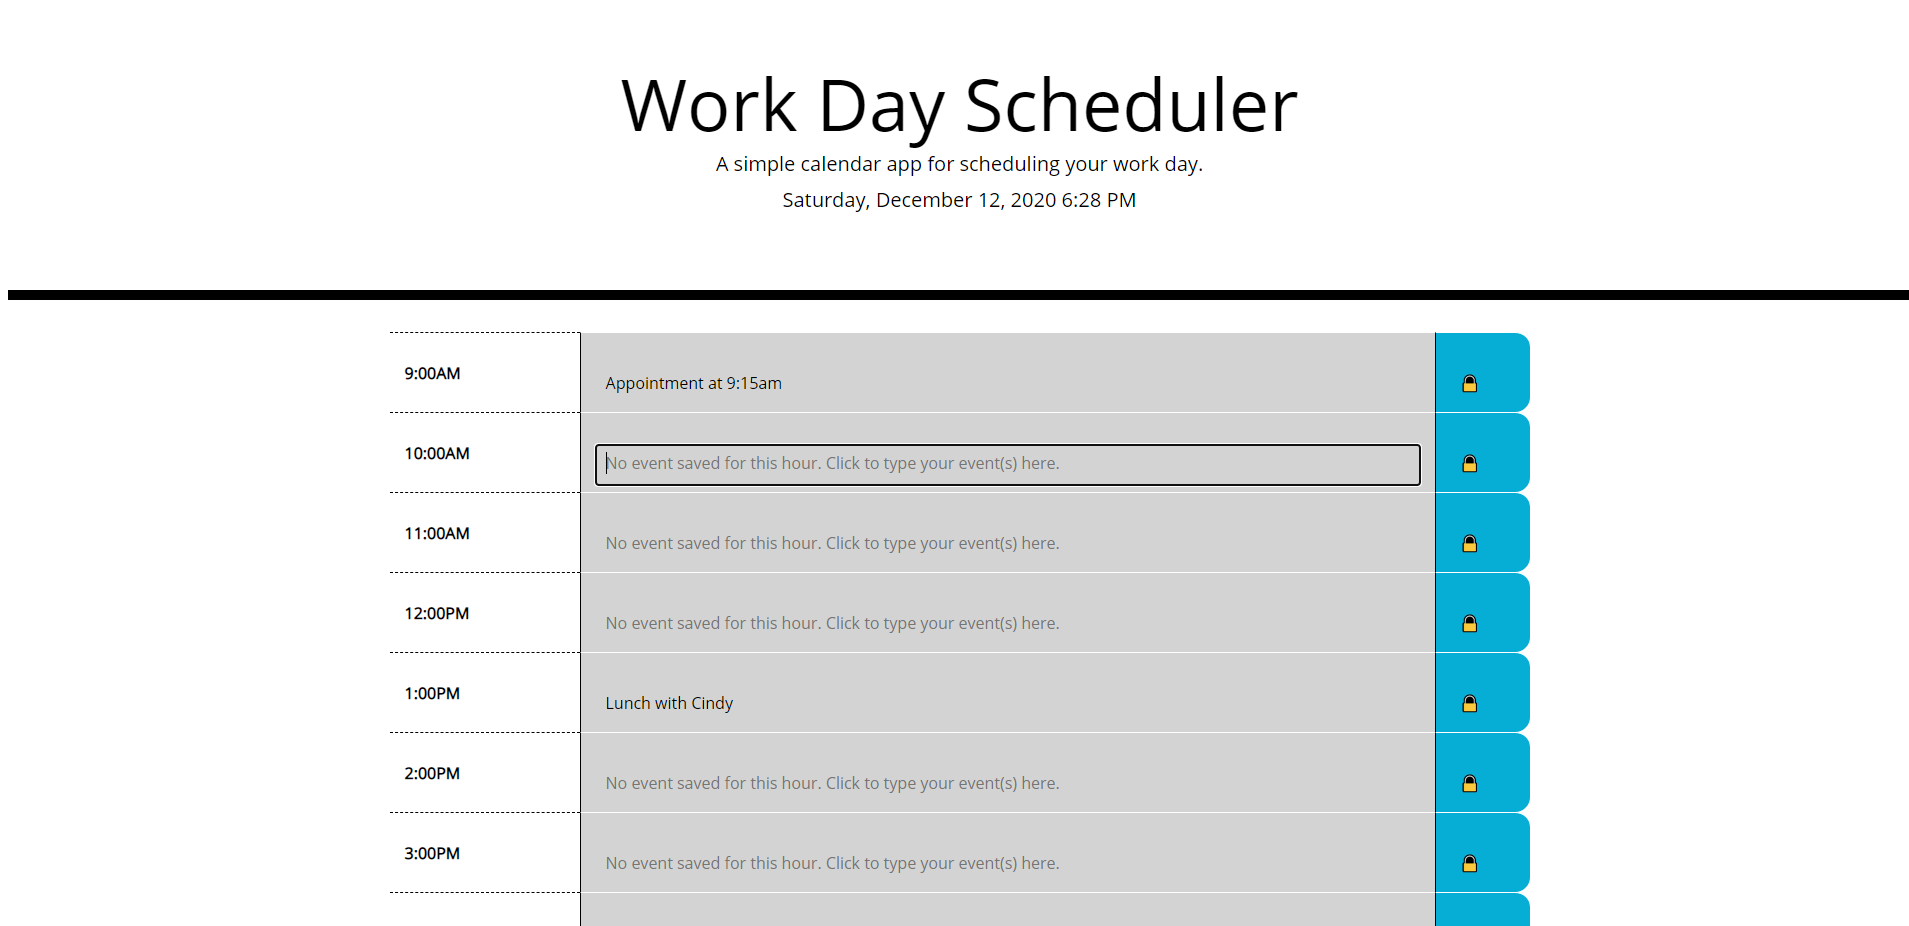 Work Day Scheduler
A simple calendar app for scheduling your work day.
Saturday, December 12, 2020 6:28 PM
9:00AM
Appointment at 9:15am
10:00AM
No event saved for this hour. Click to type your event(s) here.
11:00AM
No event saved for this hour. Click to type your event(s) here.
12:00PM
No event saved for this hour. Click to type your event(s) here.
1:00PM
Lunch with Cindy
2:00PM
No event saved for this hour. Click to type your event(s) here.
3:00PM
No event saved for this hour. Click to type your event(s) here.